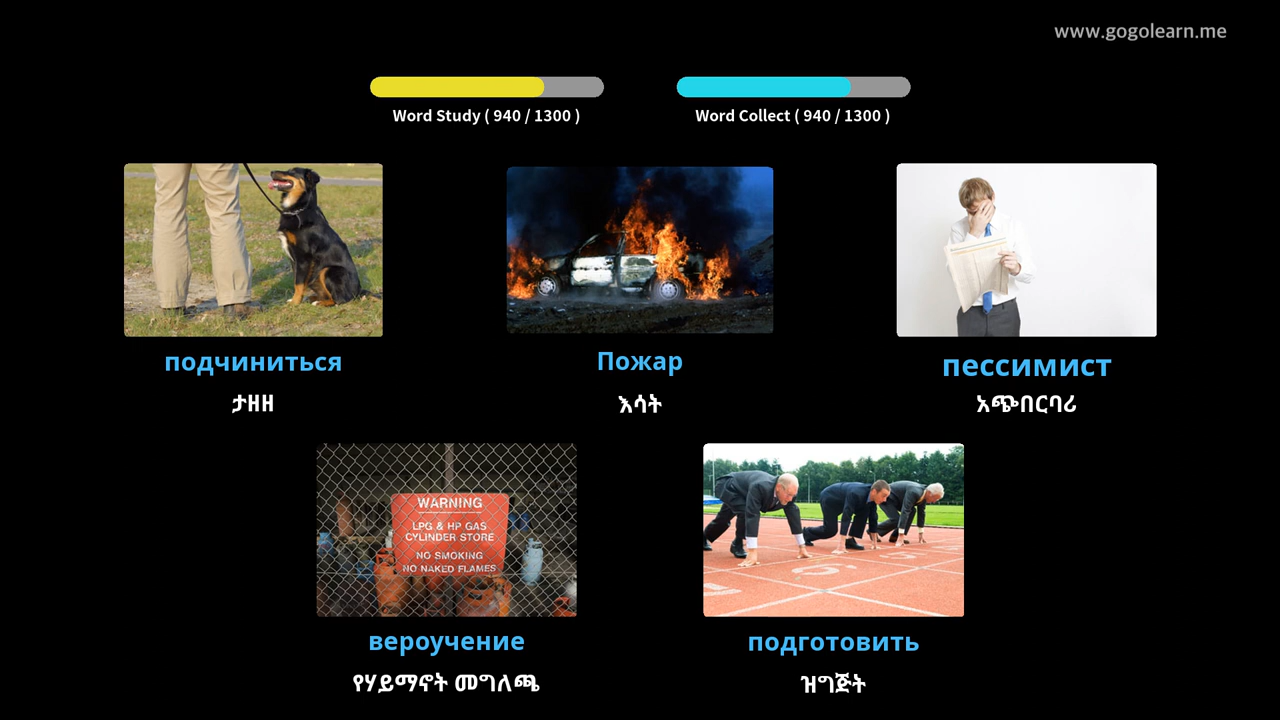 www.gogolearn.me
Word Study ( 940 / 1300 )
Word Collect ( 940 / 1300 )
подчиниться
ታዘዘ
Пожар
እሳት
пессимист
አጭበርባሪ
WARNING
LPG & HP GAS
CYLINDER STORE
NO SMOKING
NO NAKED FLAMES
5
вероучение
የሃይማኖት መግለጫ
подготовить
ዝግጅት